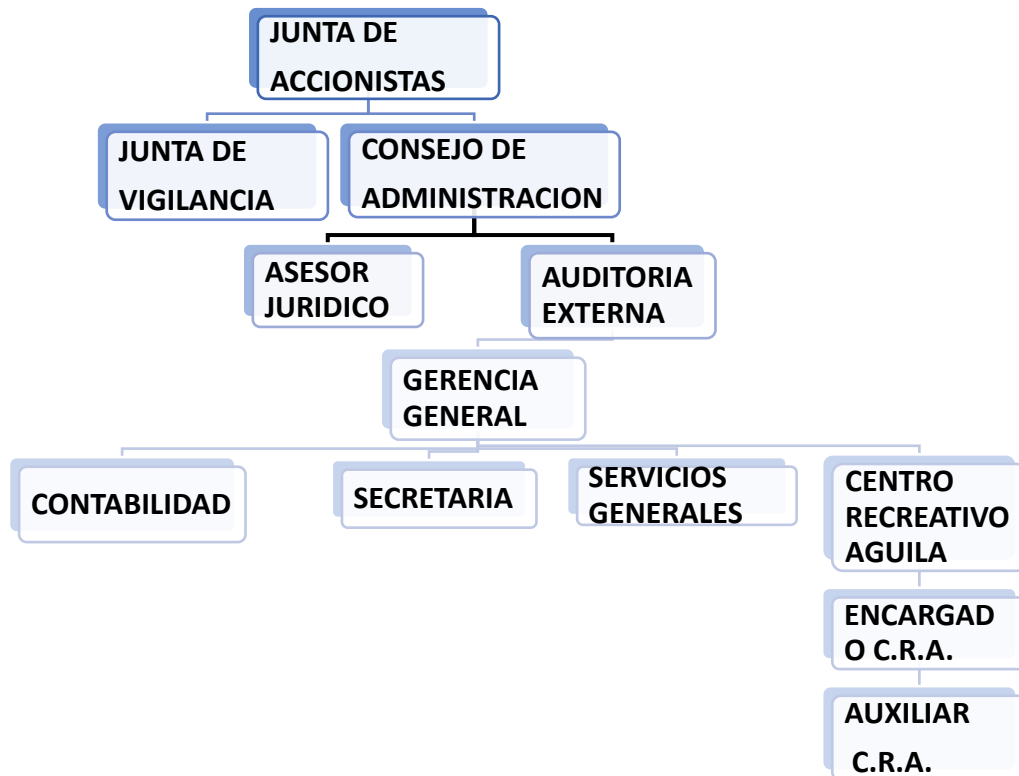 JUNTA DE
ACCIONISTAS
JUNTA DE
VIGILANCIA
CONSEJO DE
ADMINISTRACION
ASESOR
JURIDICO
AUDITORIA
EXTERNA
GERENCIA
GENERAL
CONTABILIDAD
SECRETARIA
SERVICIOS
GENERALES
CENTRO
RECREATIVO
AGUILA
ENCARGAD
O C.R.A.
AUXILIAR
C.R.A.